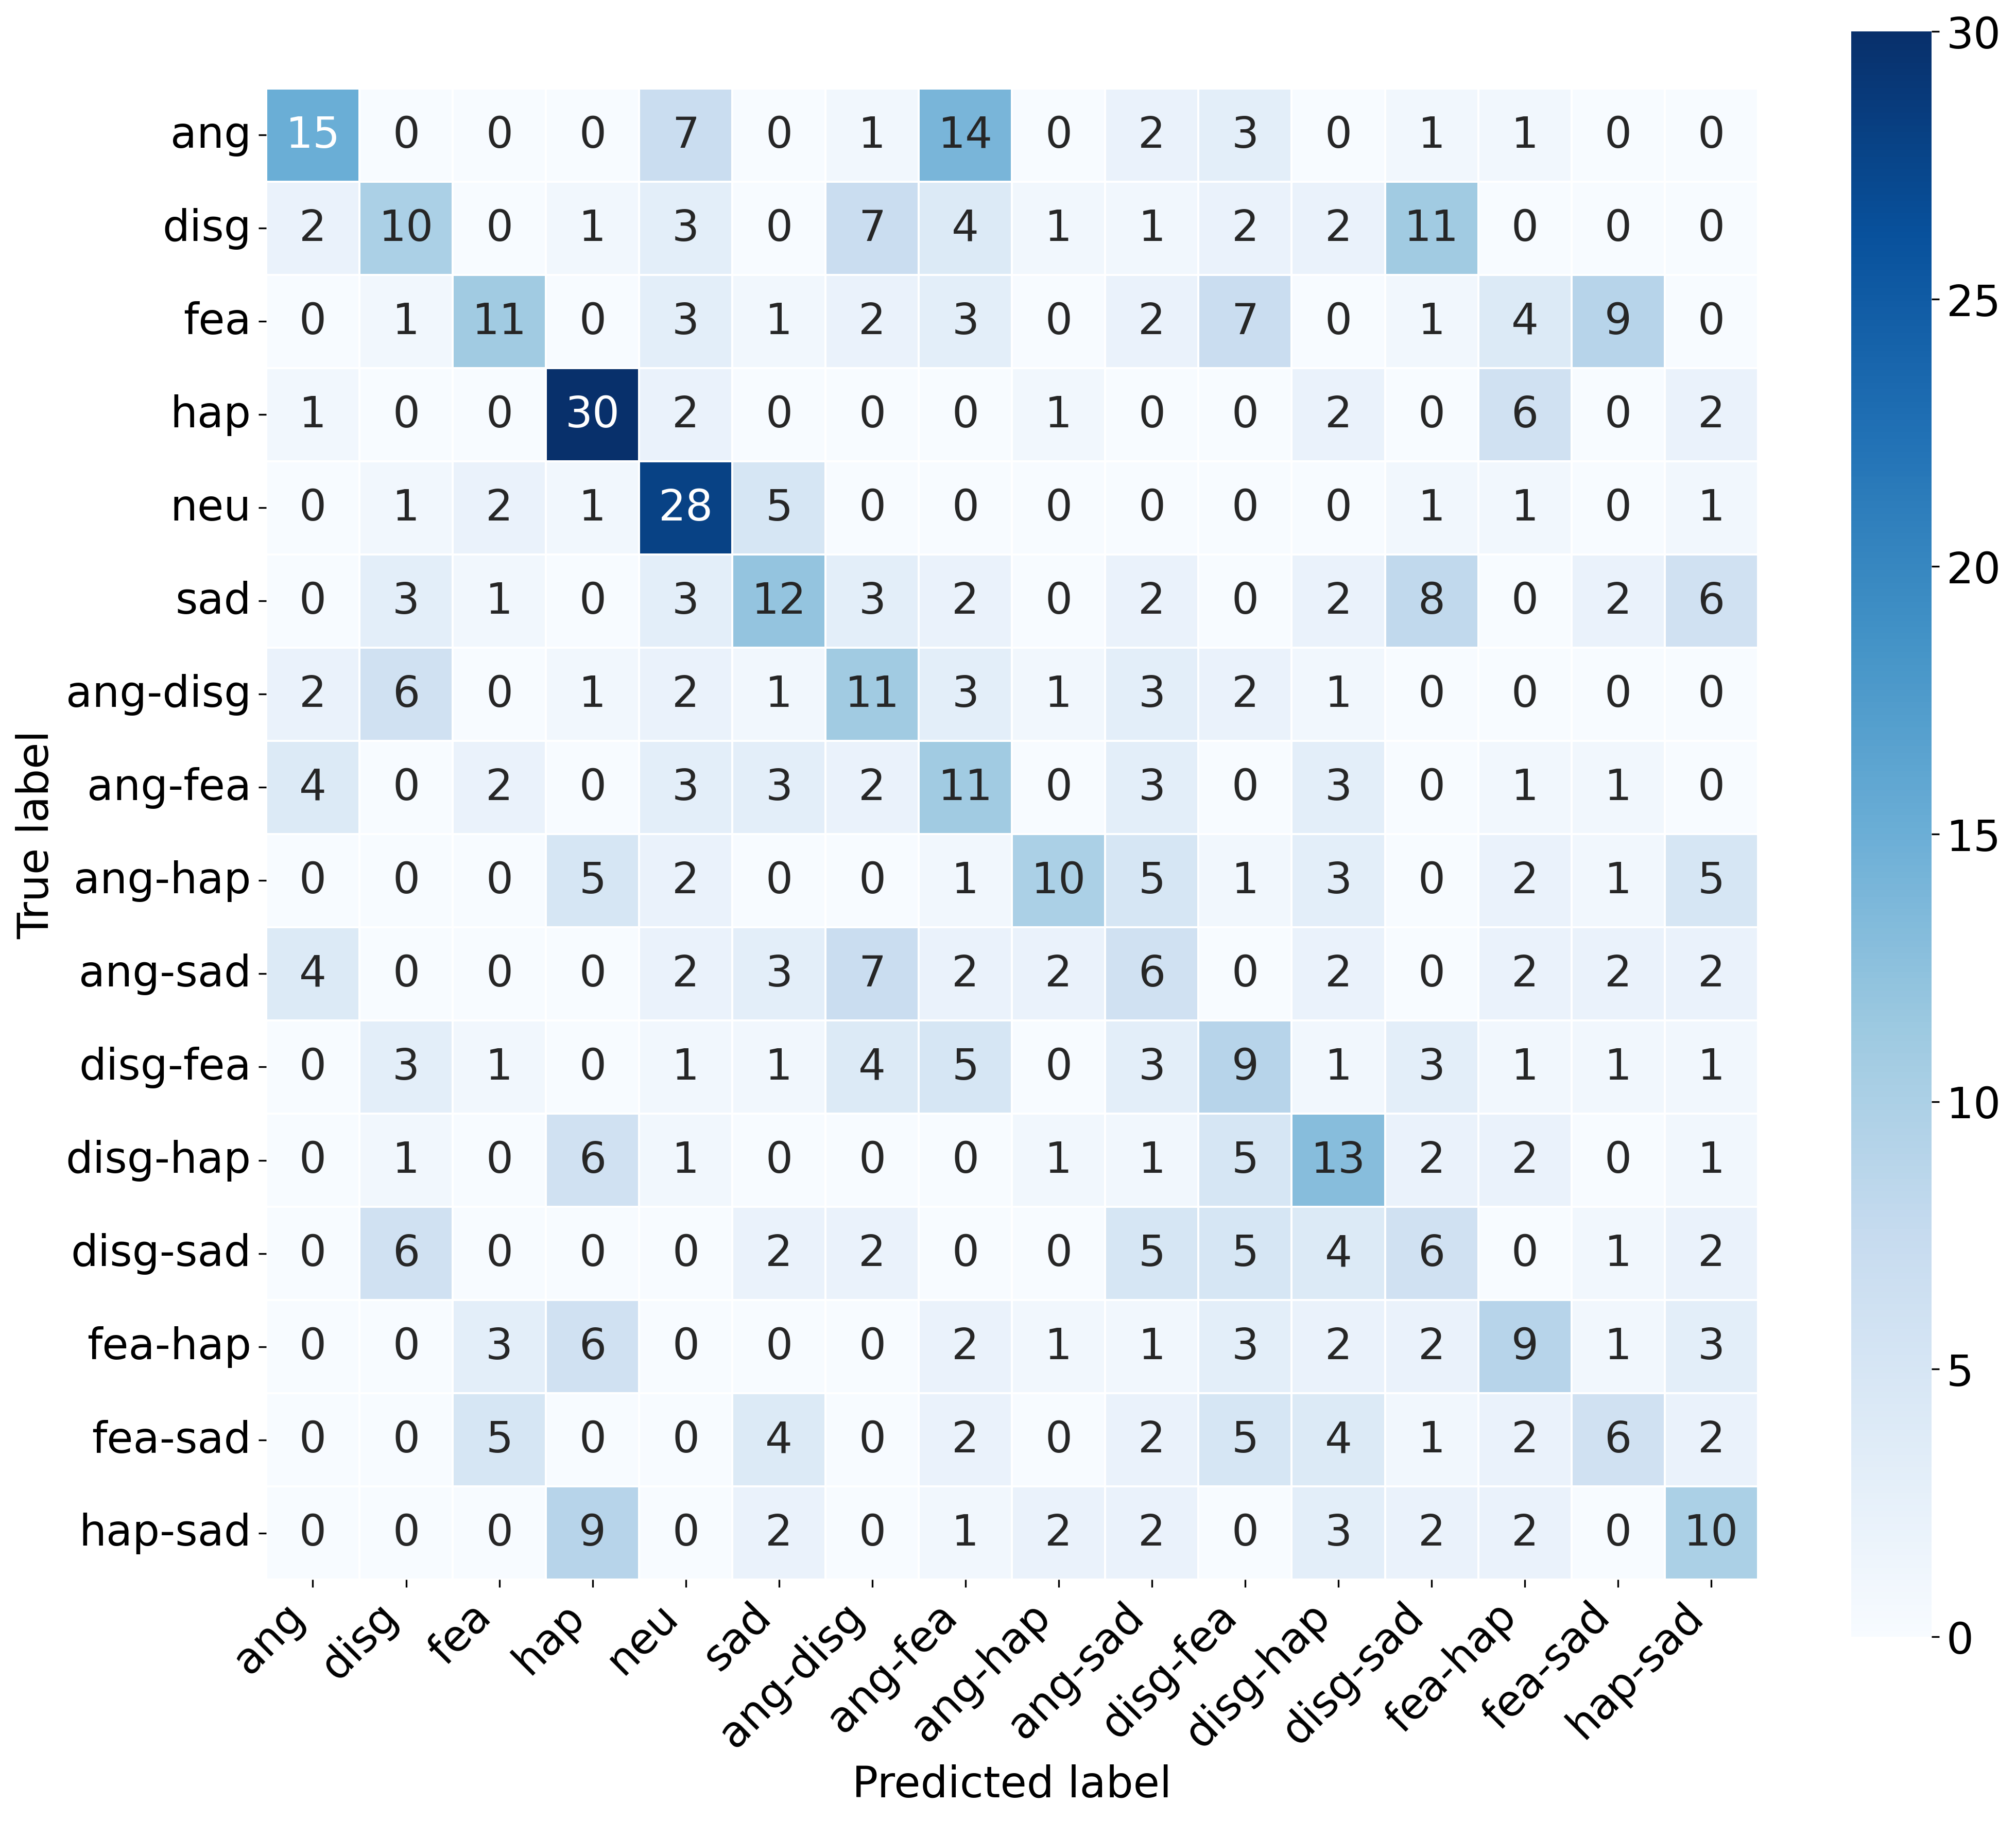 ang 15 0 0 0 7 0 1 14 0 2 3 0 1 1 0 0
disg 2 10 0 1 3 0 7 4 1 1 2 2 11 0 0 0
fea 0 1 11 0 3 1 2 3 0 2 7 0 1 4 9 0
hap 1 0 0 30 2 0 0 0 1 0 0 2 0 6 0 2
neu 0 1 2 1 28 5 0 0 0 0 0 0 1 1 0 1
sad 0 3 1 0 3 12 3 2 0 2 0 2 8 0 2 6
ang-disg 2 6 0 1 2 1 11 3 1 3 2 1 0 0 0 0
ang-fea 4 0 2 0 3 3 2 11 0 3 0 3 0 1 1 0
ang-hap 0 0 0 5 2 0 0 1 10 5 1 3 0 2 1 5
ang-sad 4 0 0 0 2 3 7 2 2 6 0 2 0 2 2 2
disg-fea 0 3 1 0 1 1 4 5 0 3 9 1 3 1 1 1
disg-hap 0 1 0 6 1 0 0 0 1 1 5 13 2 2 0 1
disg-sad 0 6 0 0 0 2 2 0 0 5 5 4 6 0 1 2
fea-hap 0 0 3 6 0 0 0 2 1 1 3 2 2 9 1 3
fea-sad 0 0 5 0 0 4 0 2 0 2 5 4 1 2 6 2
hap-sad 0 0 0 9 0 2 0 1 2 2 0 3 2 2 0 10
ang disg fea hap neu sad ang-disg ang-fea ang-hap ang-sad disg-fea disg-hap disg-sad fea-hap fea-sad hap-sad
Predicted label
True label
30
25
20
15
10
5
0